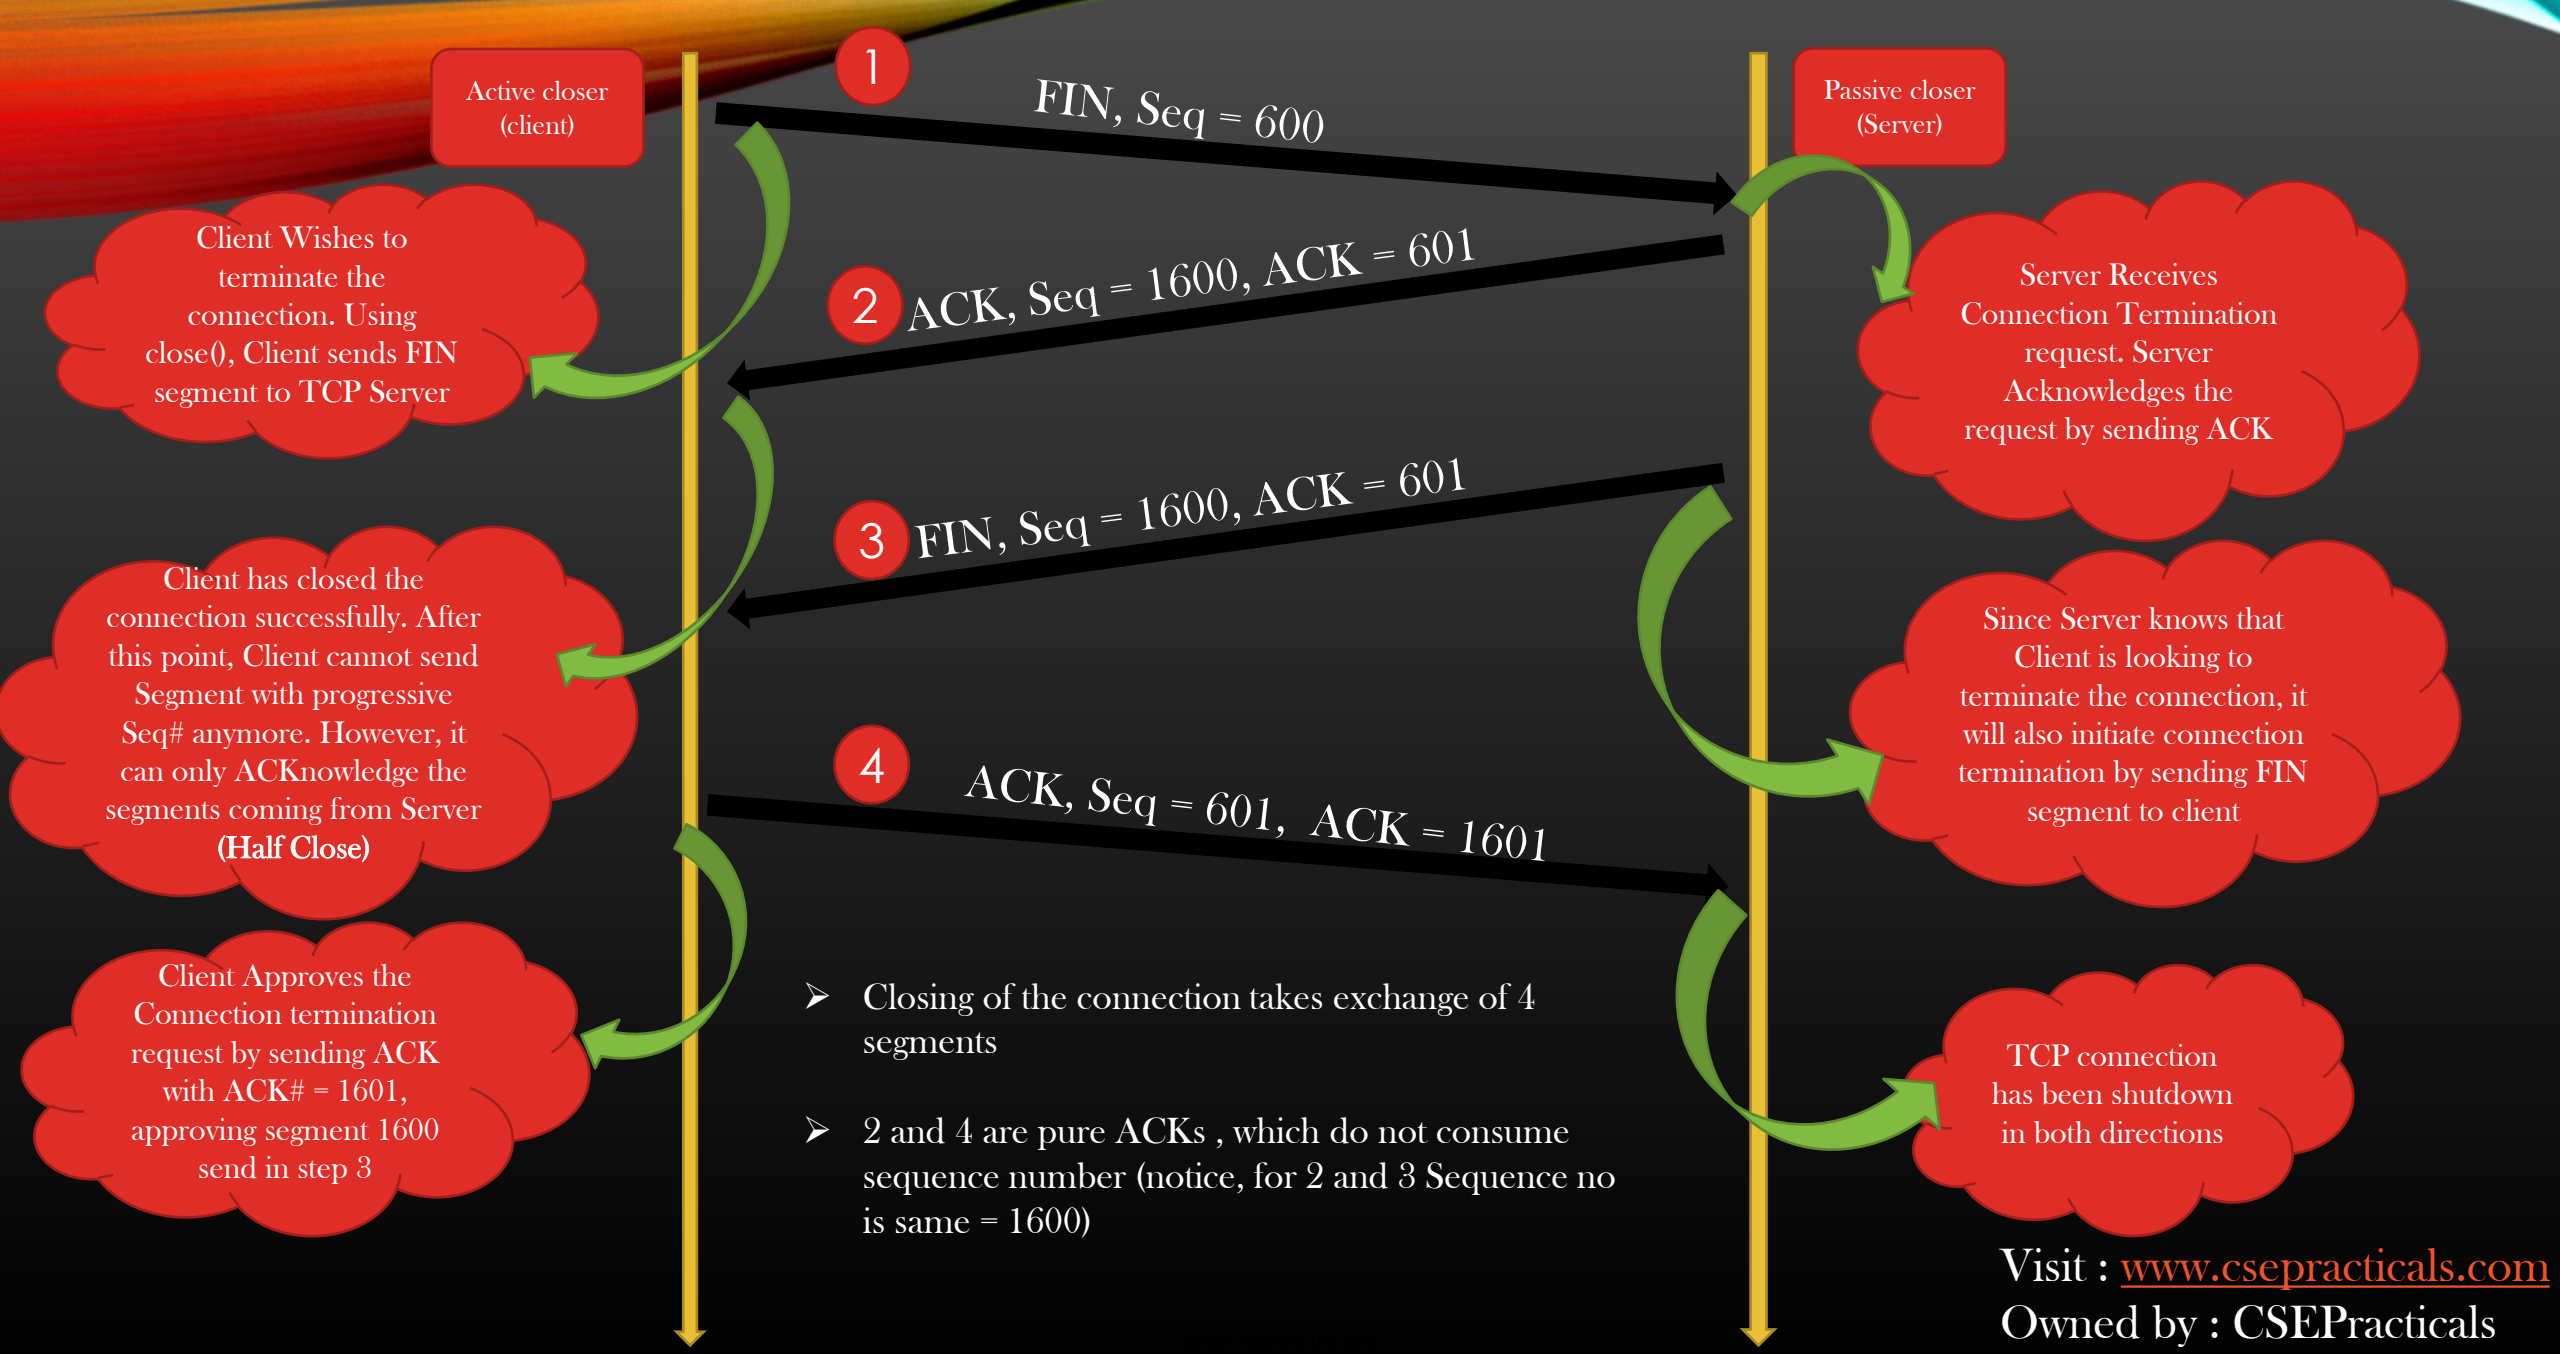 Active closer
(client)
1
FIN, Seq = 600
Passive closer
(Server)
Client Wishes to
terminate the
connection. Using
close(), Client sends FIN
segment to TCP Server
2
ACK, Seq = 1600, ACK = 601
Server Receives
Connection Termination
request. Server
Acknowledges the
request by sending ACK
3
FIN, Seq = 1600, ACK = 601
Client has closed the
connection successfully. After
this point, Client cannot send
Segment with progressive
Seq# anymore. However, it
can only ACKnowledge the
segments coming from Server
(Half Close)
Since Server knows that
Client is looking to
terminate the connection, it
will also initiate connection
termination by sending FIN
segment to client
4
ACK, Seq = 601, ACK = 1601
Client Approves the
Connection termination
request by sending ACK
with ACK# = 1601,
approving segment 1600
send in step 3
TCP connection
has been shutdown
in both directions
➢ Closing of the connection takes exchange of 4
segments
➢ 2 and 4 are pure ACKs , which do not consume
sequence number (notice, for 2 and 3 Sequence no
is same = 1600)
Visit : www.csepracticals.com
Owned by : CSEPracticals